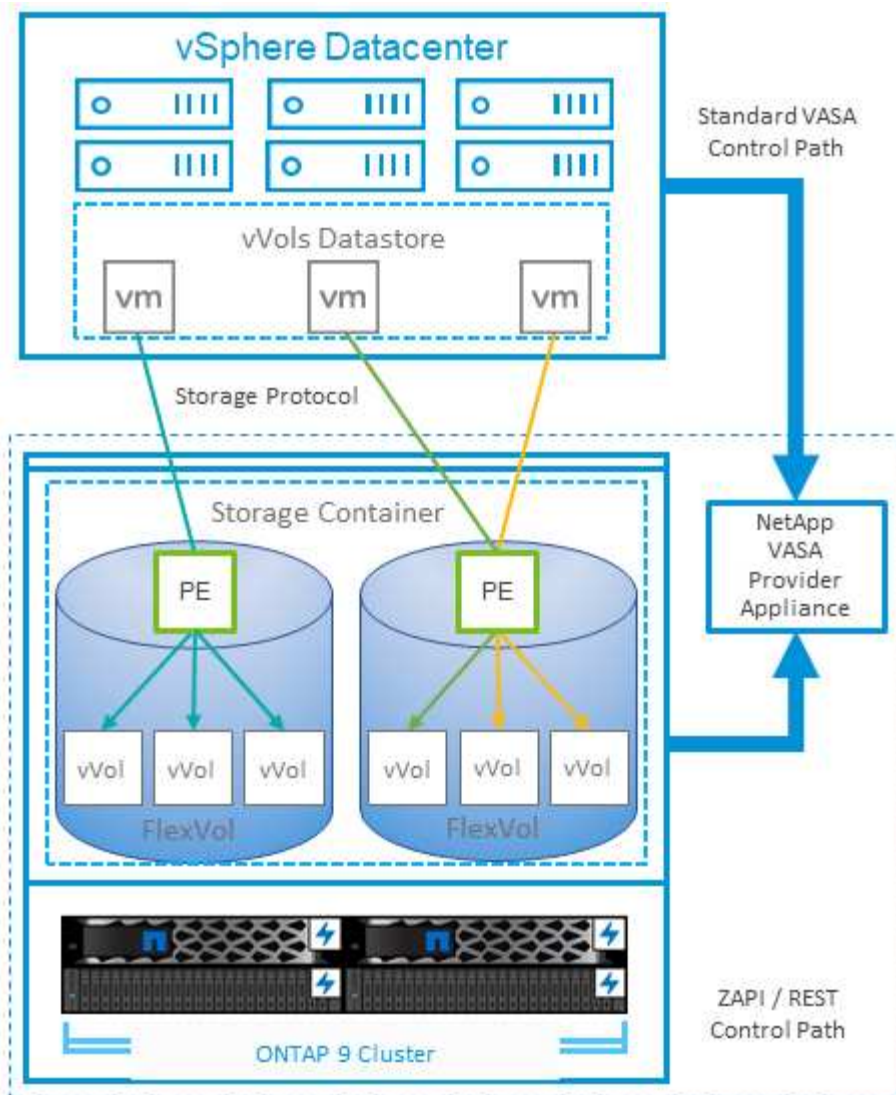 vSphere Datacenter
Standard VASA
Control Path
vVols Datastore
vm vm vm
Storage Protocol
Storage Container
NetApp
VASA
Provider
Appliance
PE PE
vVol vVol vVol vVol vVol vVol
FlexVol FlexVol
ZAPI / REST
Control Path
ONTAP 9 Cluster